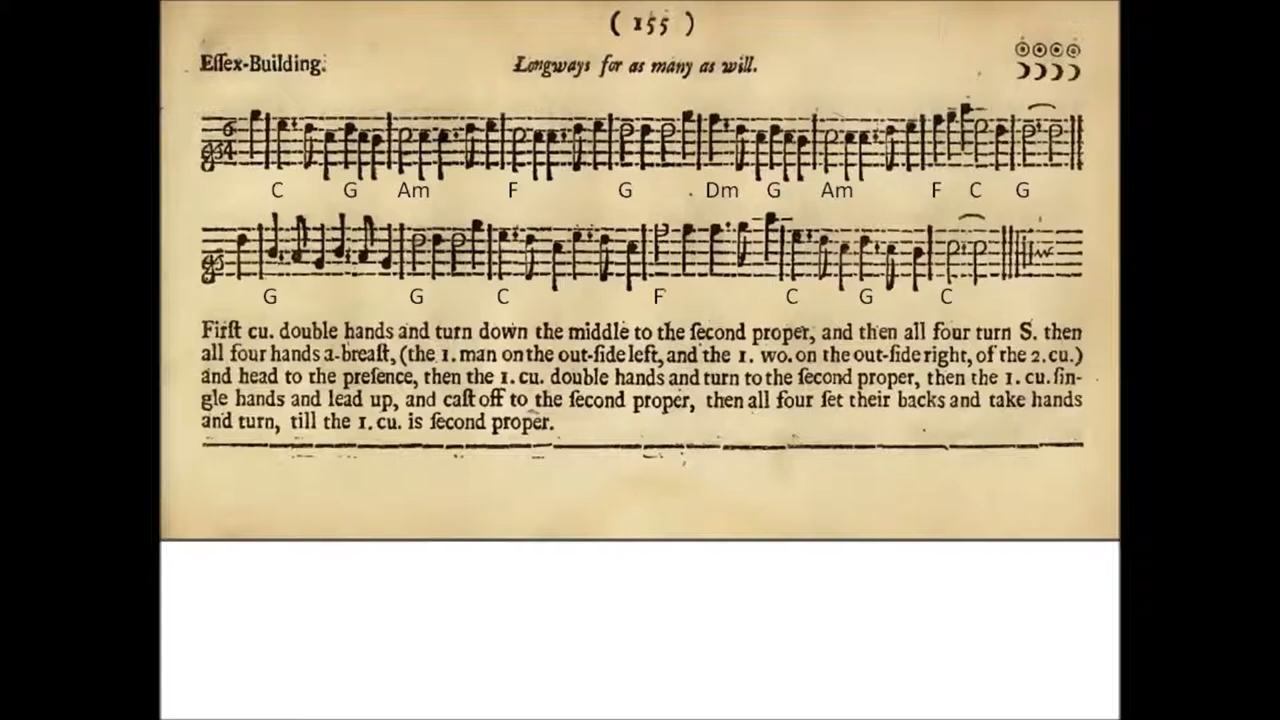 ( 155 )
Eſſex-Building. Longways for as many as will.
6
4
C G Am F G Dm G Am F C G
G G C F C G C
Firſt cu. double hands and turn down the middle to the ſecond proper, and then all four turn S. then
all four hands a-breaſt, (the 1. man on the out-ſide left, and the 1. wo. on the out-ſide right, of the 2. cu.)
and head to the preſence, then the 1. cu. double hands and turn to the ſecond proper, then the 1. cu. ſin-
gle hands and lead up, and caſt off to the ſecond proper, then all four ſet their backs and take hands
and turn, till the 1. cu. is ſecond proper.